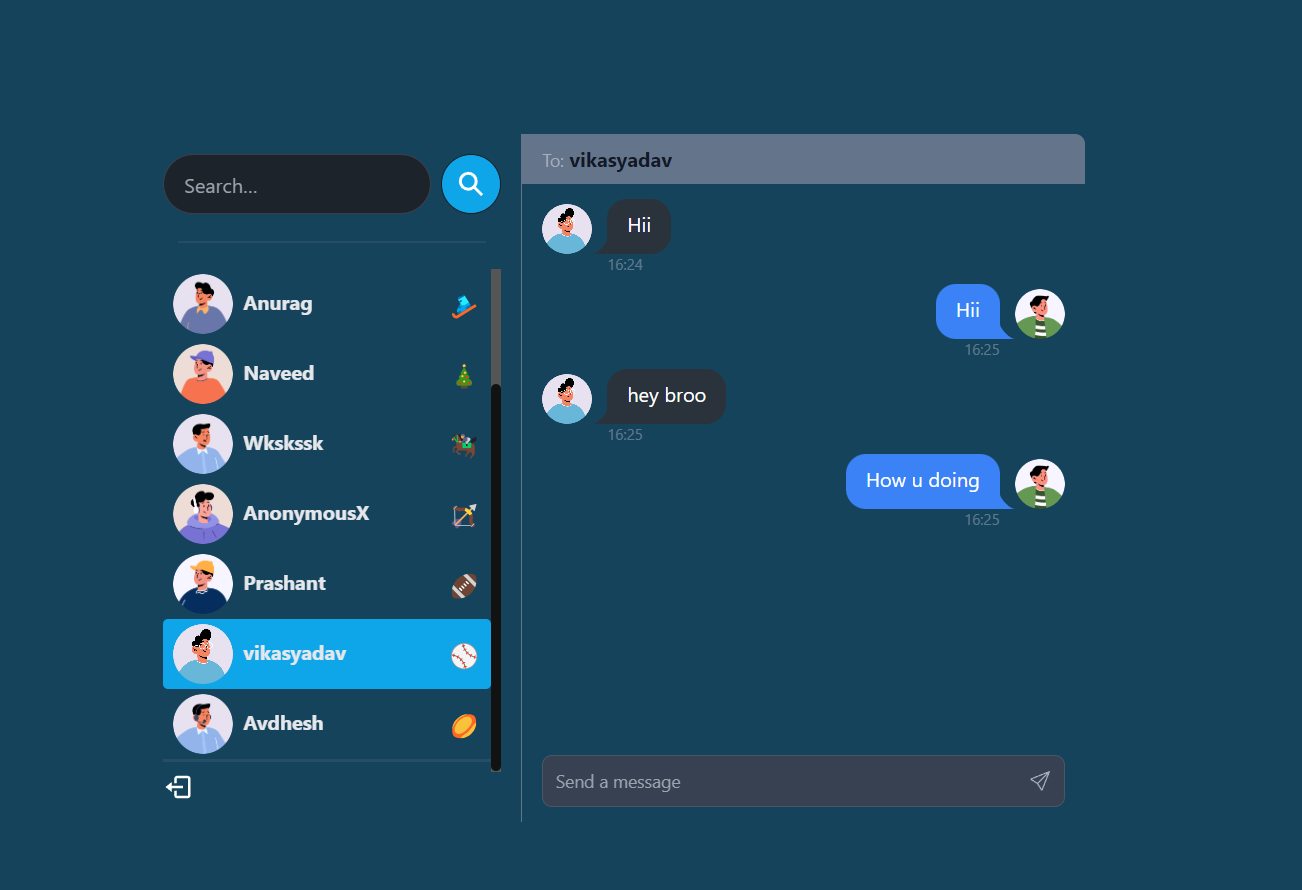 Search...
Anurag
Naveed
Wkskssk
AnonymousX
Prashant
vikasyadav
Avdhesh
To: vikasyadav
Hii
16:24
Hii
16:25
hey broo
16:25
How u doing
16:25
Send a message